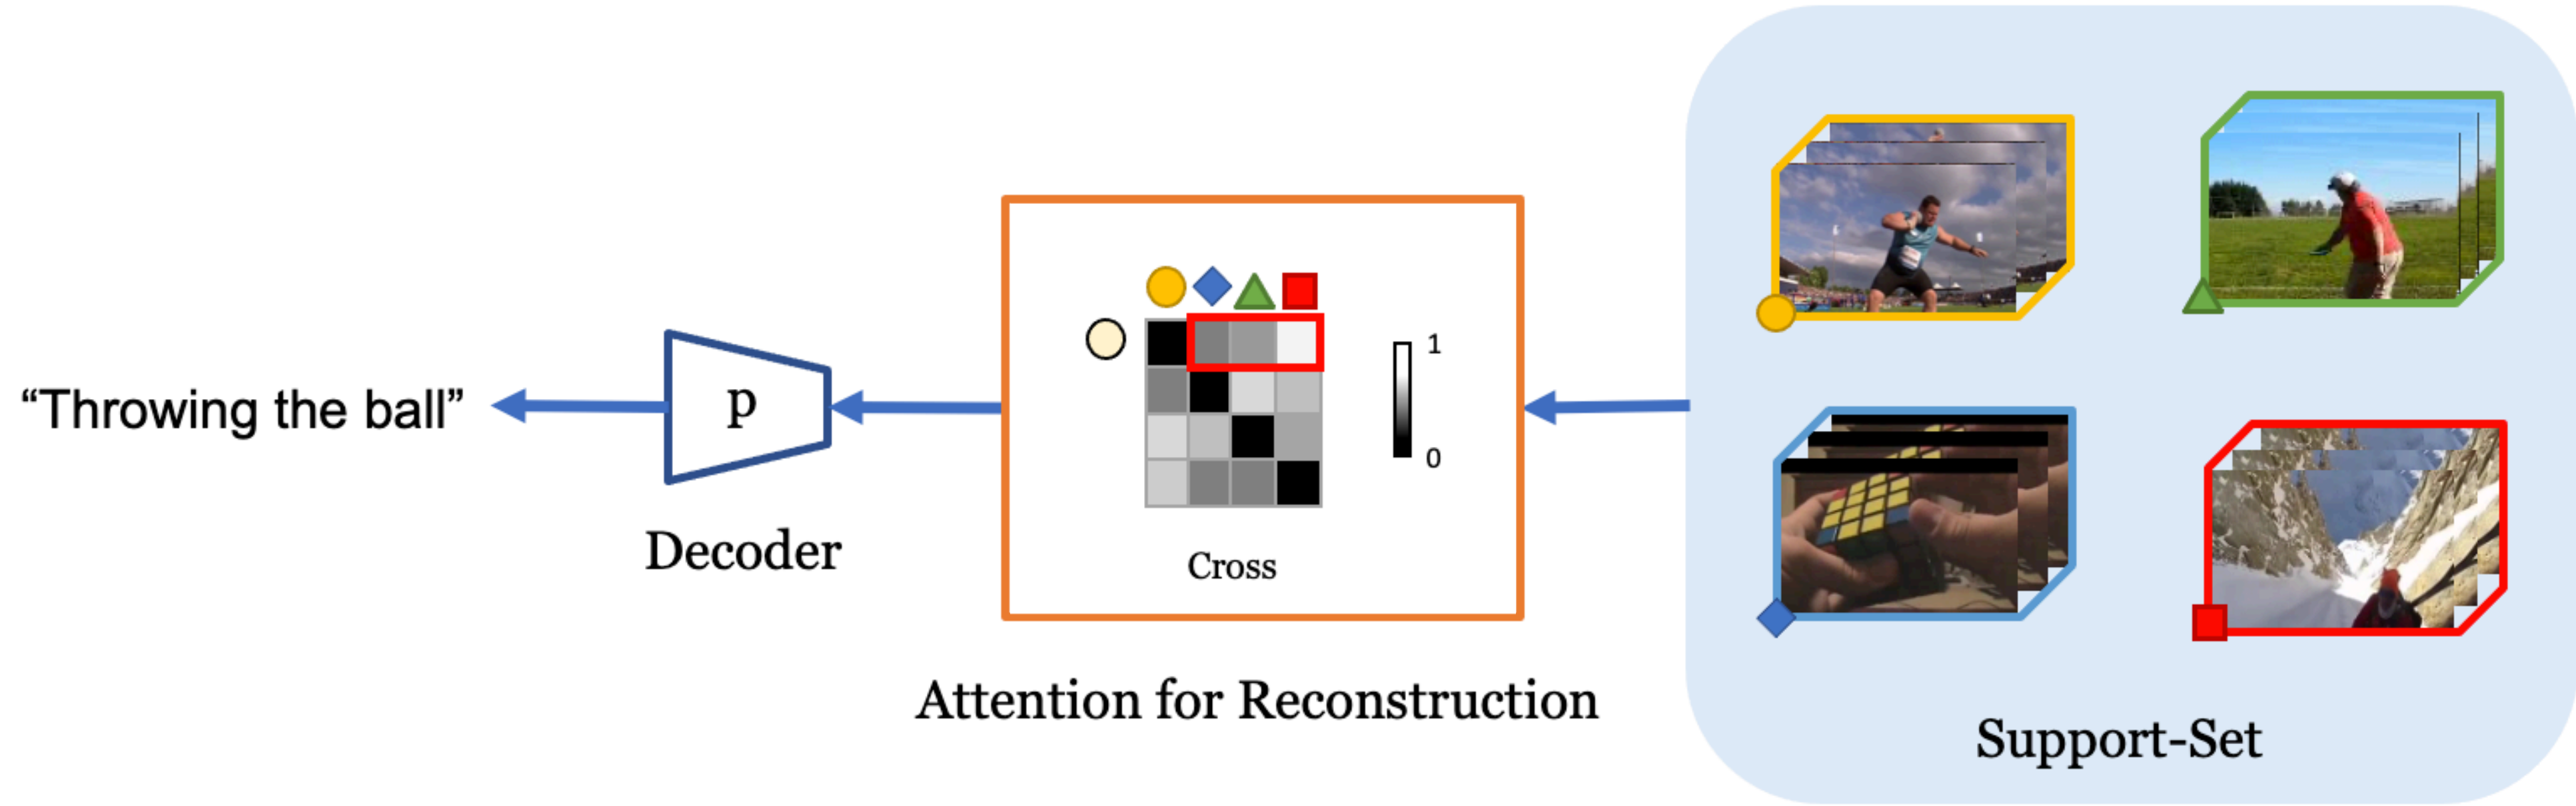 “Throwing the ball”
p
Decoder
1
0
Cross
Attention for Reconstruction
Support-Set